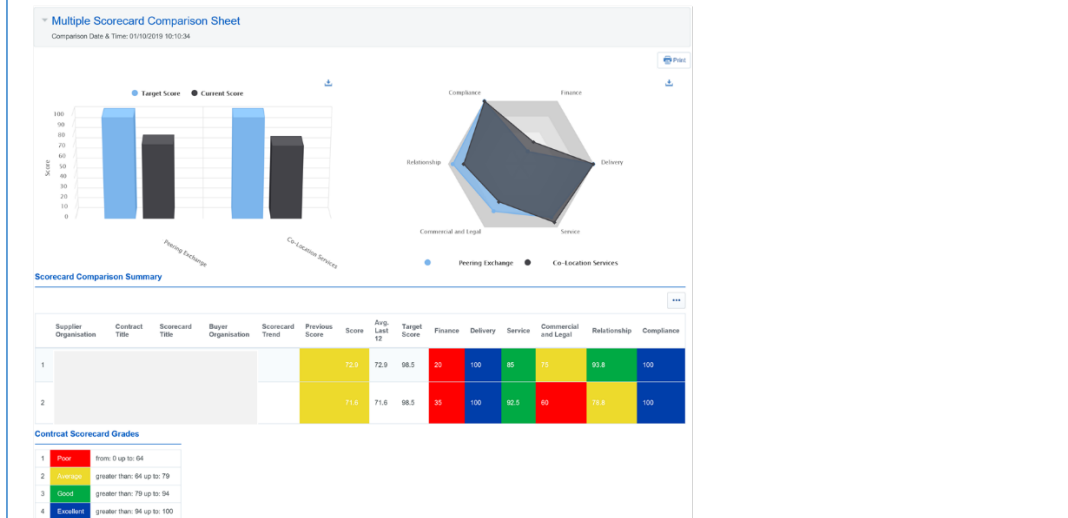 Multiple Scorecard Comparison Sheet
Comparison Date & Time: 01/10/2019 10:10:34
Print
Target Score Current Score
100
90
80
70
60
50
40
30
20
10
0
Score
Peering Exchange
Co-Location Services
Compliance
Finance
Relationship
Delivery
Commercial and Legal
Service
Peering Exchange Co-Location Services
Scorecard Comparison Summary
Supplier Organisation Contract Title Scorecard Title Buyer Organisation Scorecard Trend Previous Score Score Avg. Last 12 Target Score Finance Delivery Service Commercial and Legal Relationship Compliance
1 72.9 72.9 98.5 20 100 85 93.8 100
2 71.6 71.6 98.5 35 100 92.5 60 100
Contrcat Scorecard Grades
1 Poor from: 0 up to: 64
2 Average greater than: 64 up to: 79
3 Good greater than: 79 up to: 94
4 Excellent greater than: 94 up to: 100